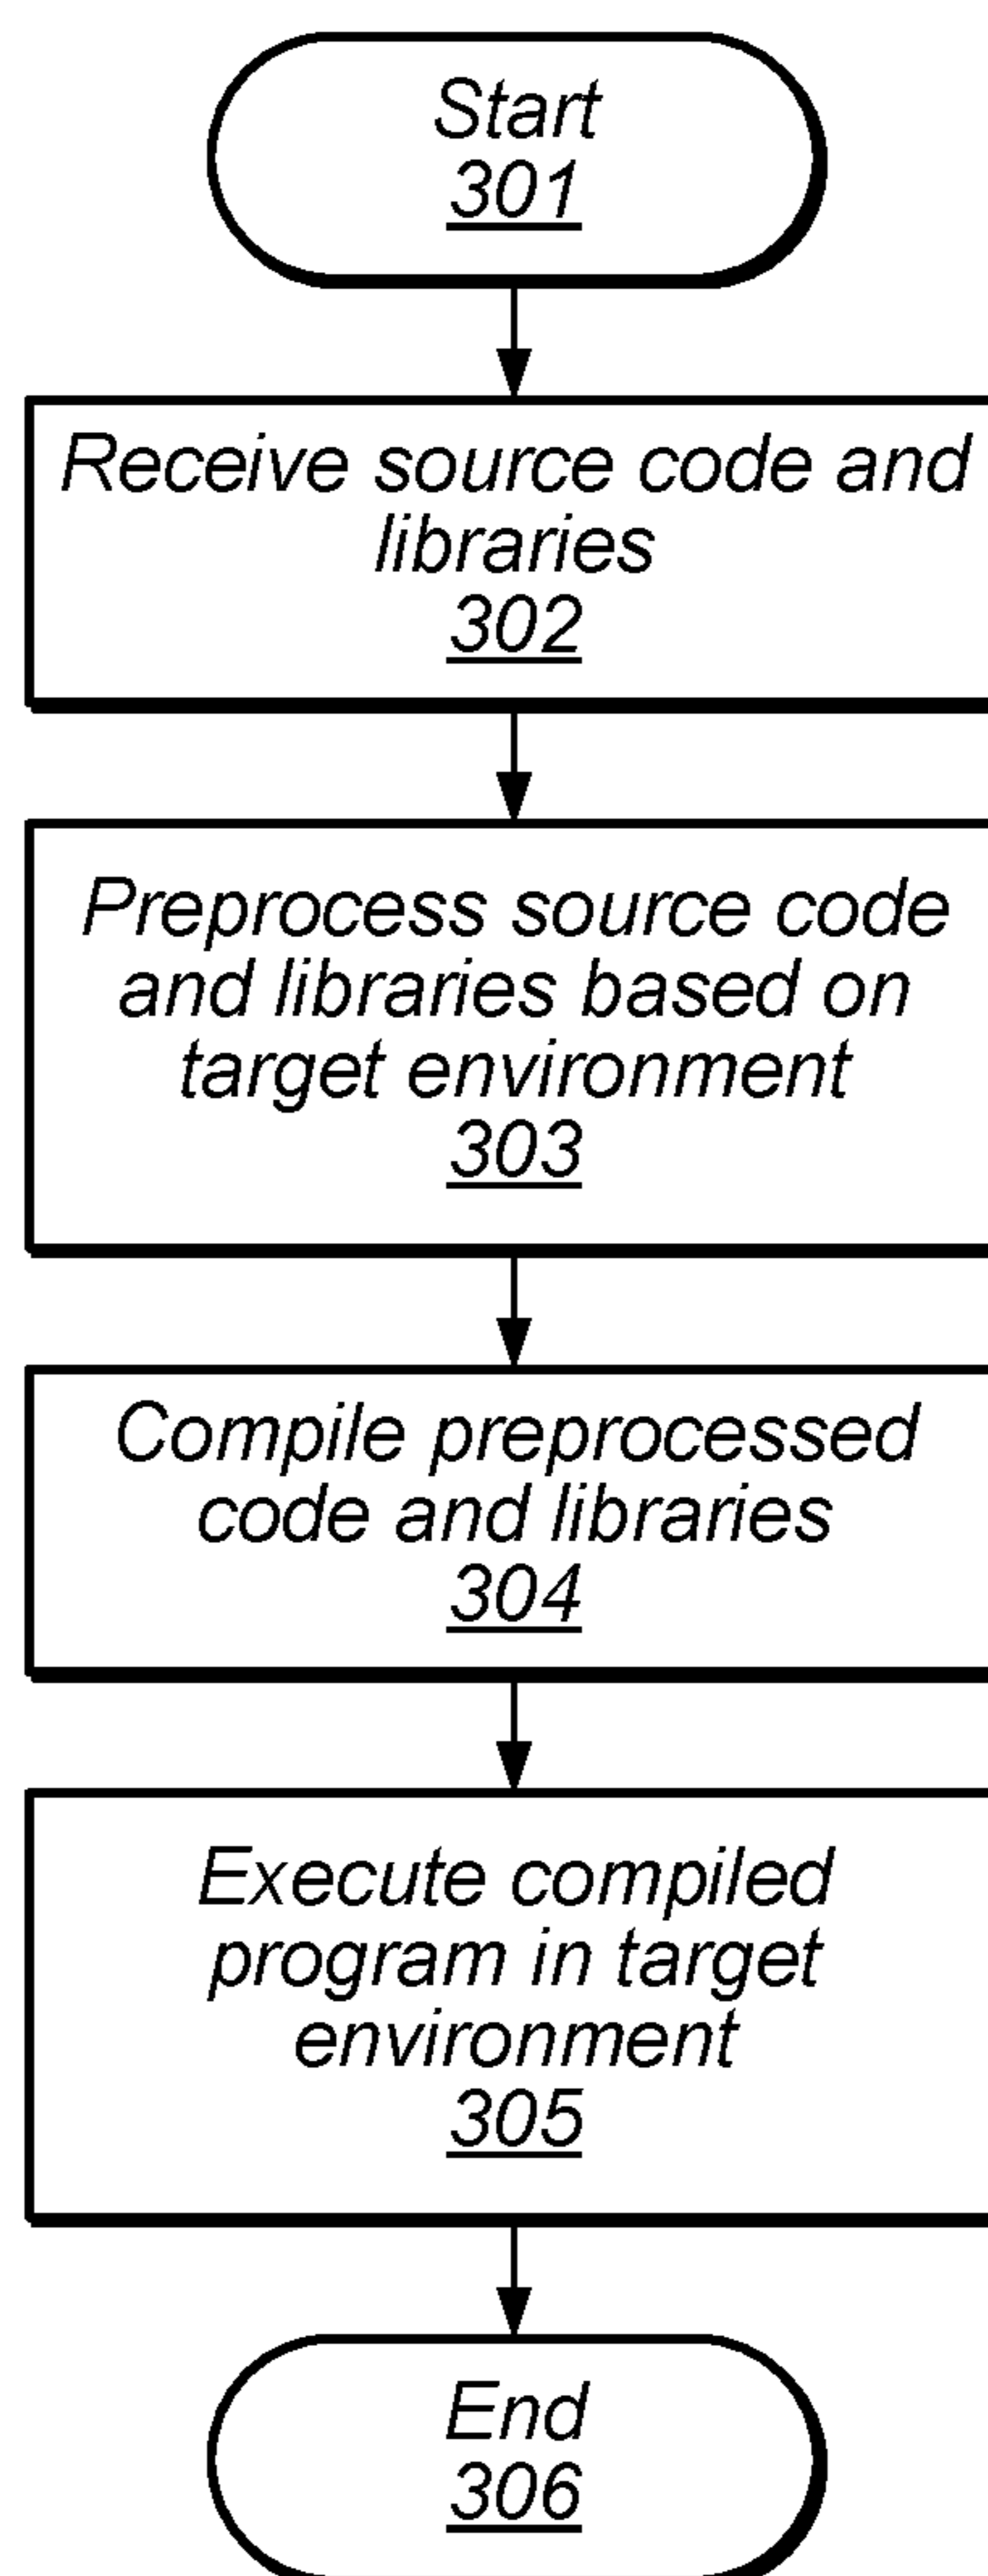 Start
301
Receive source code and
libraries
302
Preprocess source code
and libraries based on
target environment
303
Compile preprocessed
code and libraries
304
Execute compiled
program in target
environment
305
End
306